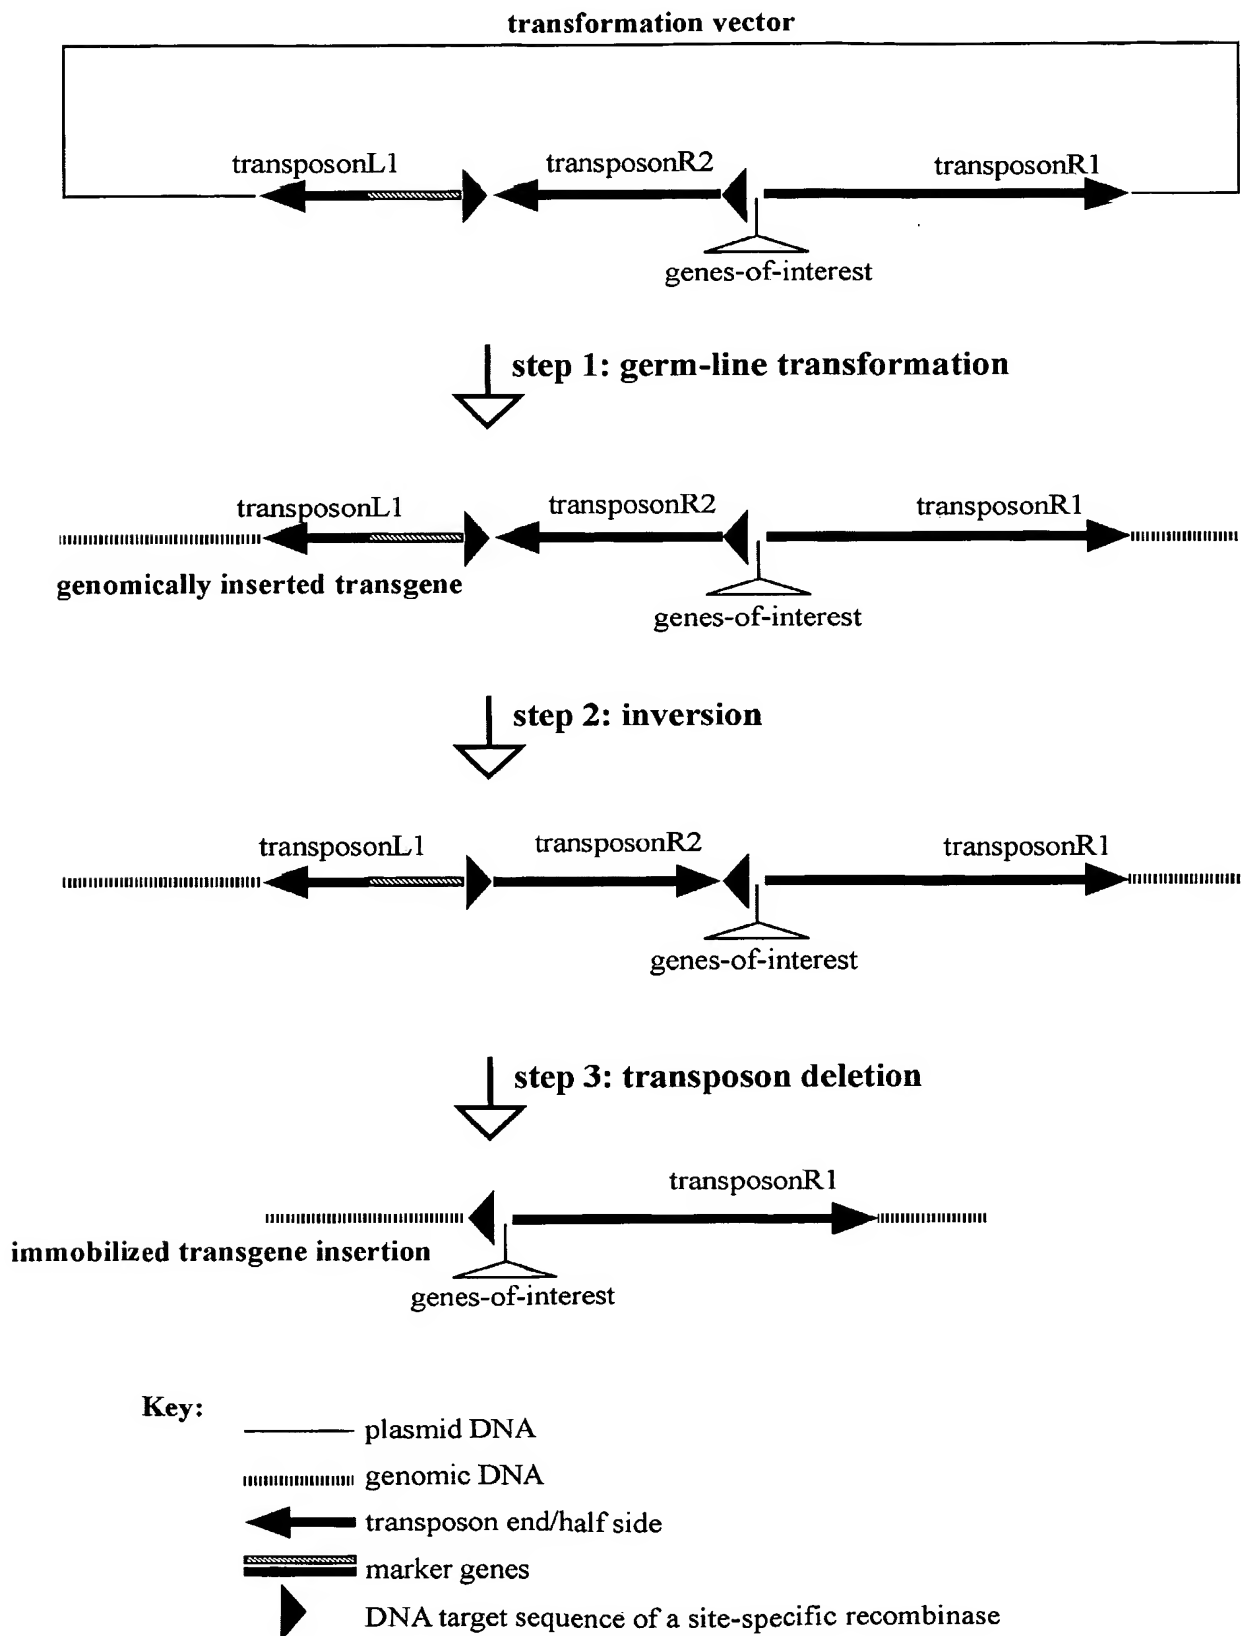 transformation vector
transposonL1 transposonR2 transposonR1
genes-of-interest
step 1: germ-line transformation
transposonL1 transposonR2 transposonR1
genomically inserted transgene
genes-of-interest
step 2: inversion
transposonL1 transposonR2 transposonR1
genes-of-interest
step 3: transposon deletion
transposonR1
immobilized transgene insertion
genes-of-interest
Key:
plasmid DNA
genomic DNA
transposon end/half side
marker genes
DNA target sequence of a site-specific recombinase